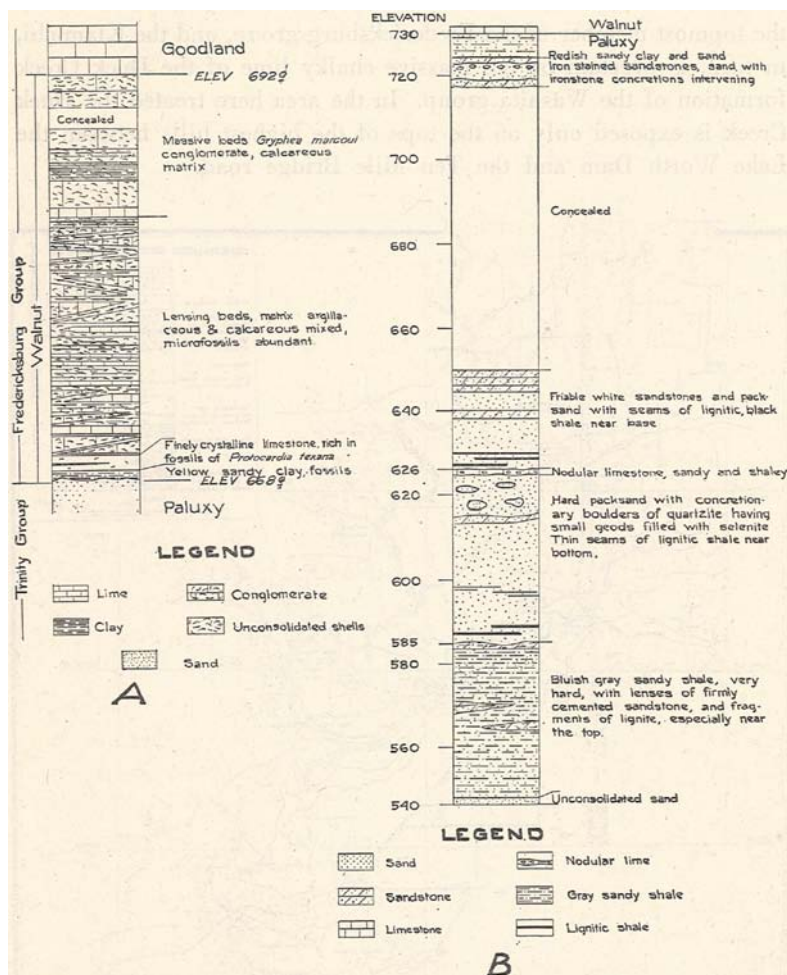 Goodland
ELEV 692
Concealed
Massive beds Gryphea marcoui
conglomerate, calcareous
matrix
Fredericksburg Group
Walnut
Lensing beds, matrix argilla-
ceous & calcareous mixed,
microfossils abundant.
Finely crystalline limestone, rich in
fossils of Protocardia texana
Yellow sandy clay, fossils
ELEV
Paluxy
Trinity Group
LEGEND
Lime
Conglomerate
Clay
Unconsolidated shells
Sand
A
ELEVATION
730
720
700
680
660
640
626
620
600
585
580
560
540
Walnut
Paluxy
Redish sandy clay and sand
Iron stained sandstones, sand, with
ironstone concretions intervening
Concealed
Friable white sandstones and pack-
sand with seams of lignitic, black
shale near base
Nodular limestone, sandy and shaley
Hard packsand with concretion-
ary boulders of quartzite having
small geods filled with selenite
Thin seams of lignitic shale near
bottom.
Bluish gray sandy shale, very
hard, with lenses of firmly
cemented sandstone, and frag-
ments of lignite, especially near
the top.
Unconsolidated sand
LEGEND
Sand
Nodular lime
Sandstone
Gray sandy shale
Limestone
Lignitic shale
B